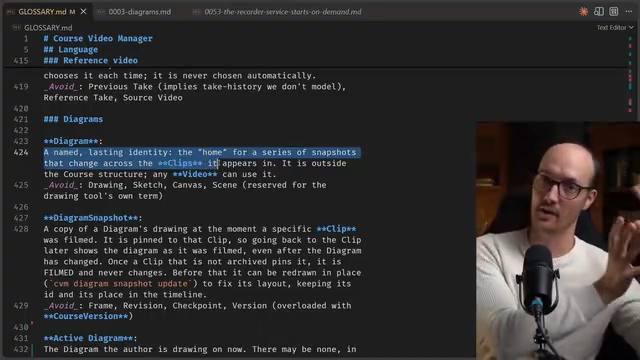 GLOSSARY.md M
0003-diagrams.md
0053-the-recorder-service-starts-on-demand.md
GLOSSARY.md
Text Editor
1 # Course Video Manager
5 ## Language
415 ### Reference video
chooses it each time; it is never chosen automatically.
419 _Avoid_: Previous Take (implies take-history we don't model),
Reference Take, Source Video
420
421 ### Diagrams
422
423 **Diagram**:
424 A named, lasting identity: the "home" for a series of snapshots
that change across the **Clips** it appears in. It is outside
the Course structure; any **Video** can use it.
425 _Avoid_: Drawing, Sketch, Canvas, Scene (reserved for the
drawing tool's own term)
426
427 **DiagramSnapshot**:
428 A copy of a Diagram's drawing at the moment a specific **Clip**
was filmed. It is pinned to that Clip, so going back to the Clip
later shows the diagram as it was filmed, even after the Diagram
has changed. Once a Clip that is not archived pins it, it is
FILMED and never changes. Before that it can be redrawn in place
(`cvm diagram snapshot update`) to fix its layout, keeping its
id and its place in the timeline.
429 _Avoid_: Frame, Revision, Checkpoint, Version (overloaded with
**CourseVersion**)
430
431 **Active Diagram**:
432 The Diagram the author is drawing on now. There may be none, in